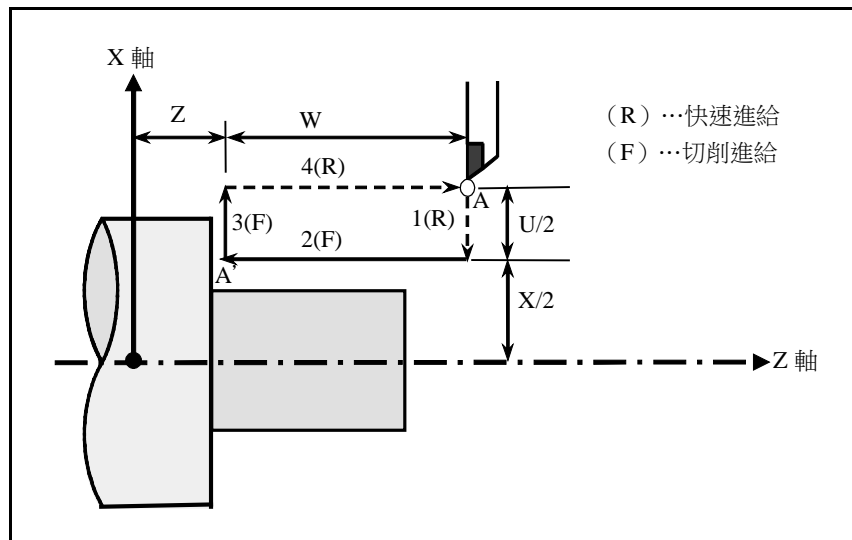 X 軸
Z
W
（R）…快速進給
（F）…切削進給
4(R)
A
3(F)
1(R)
U/2
2(F)
A'
X/2
Z 軸